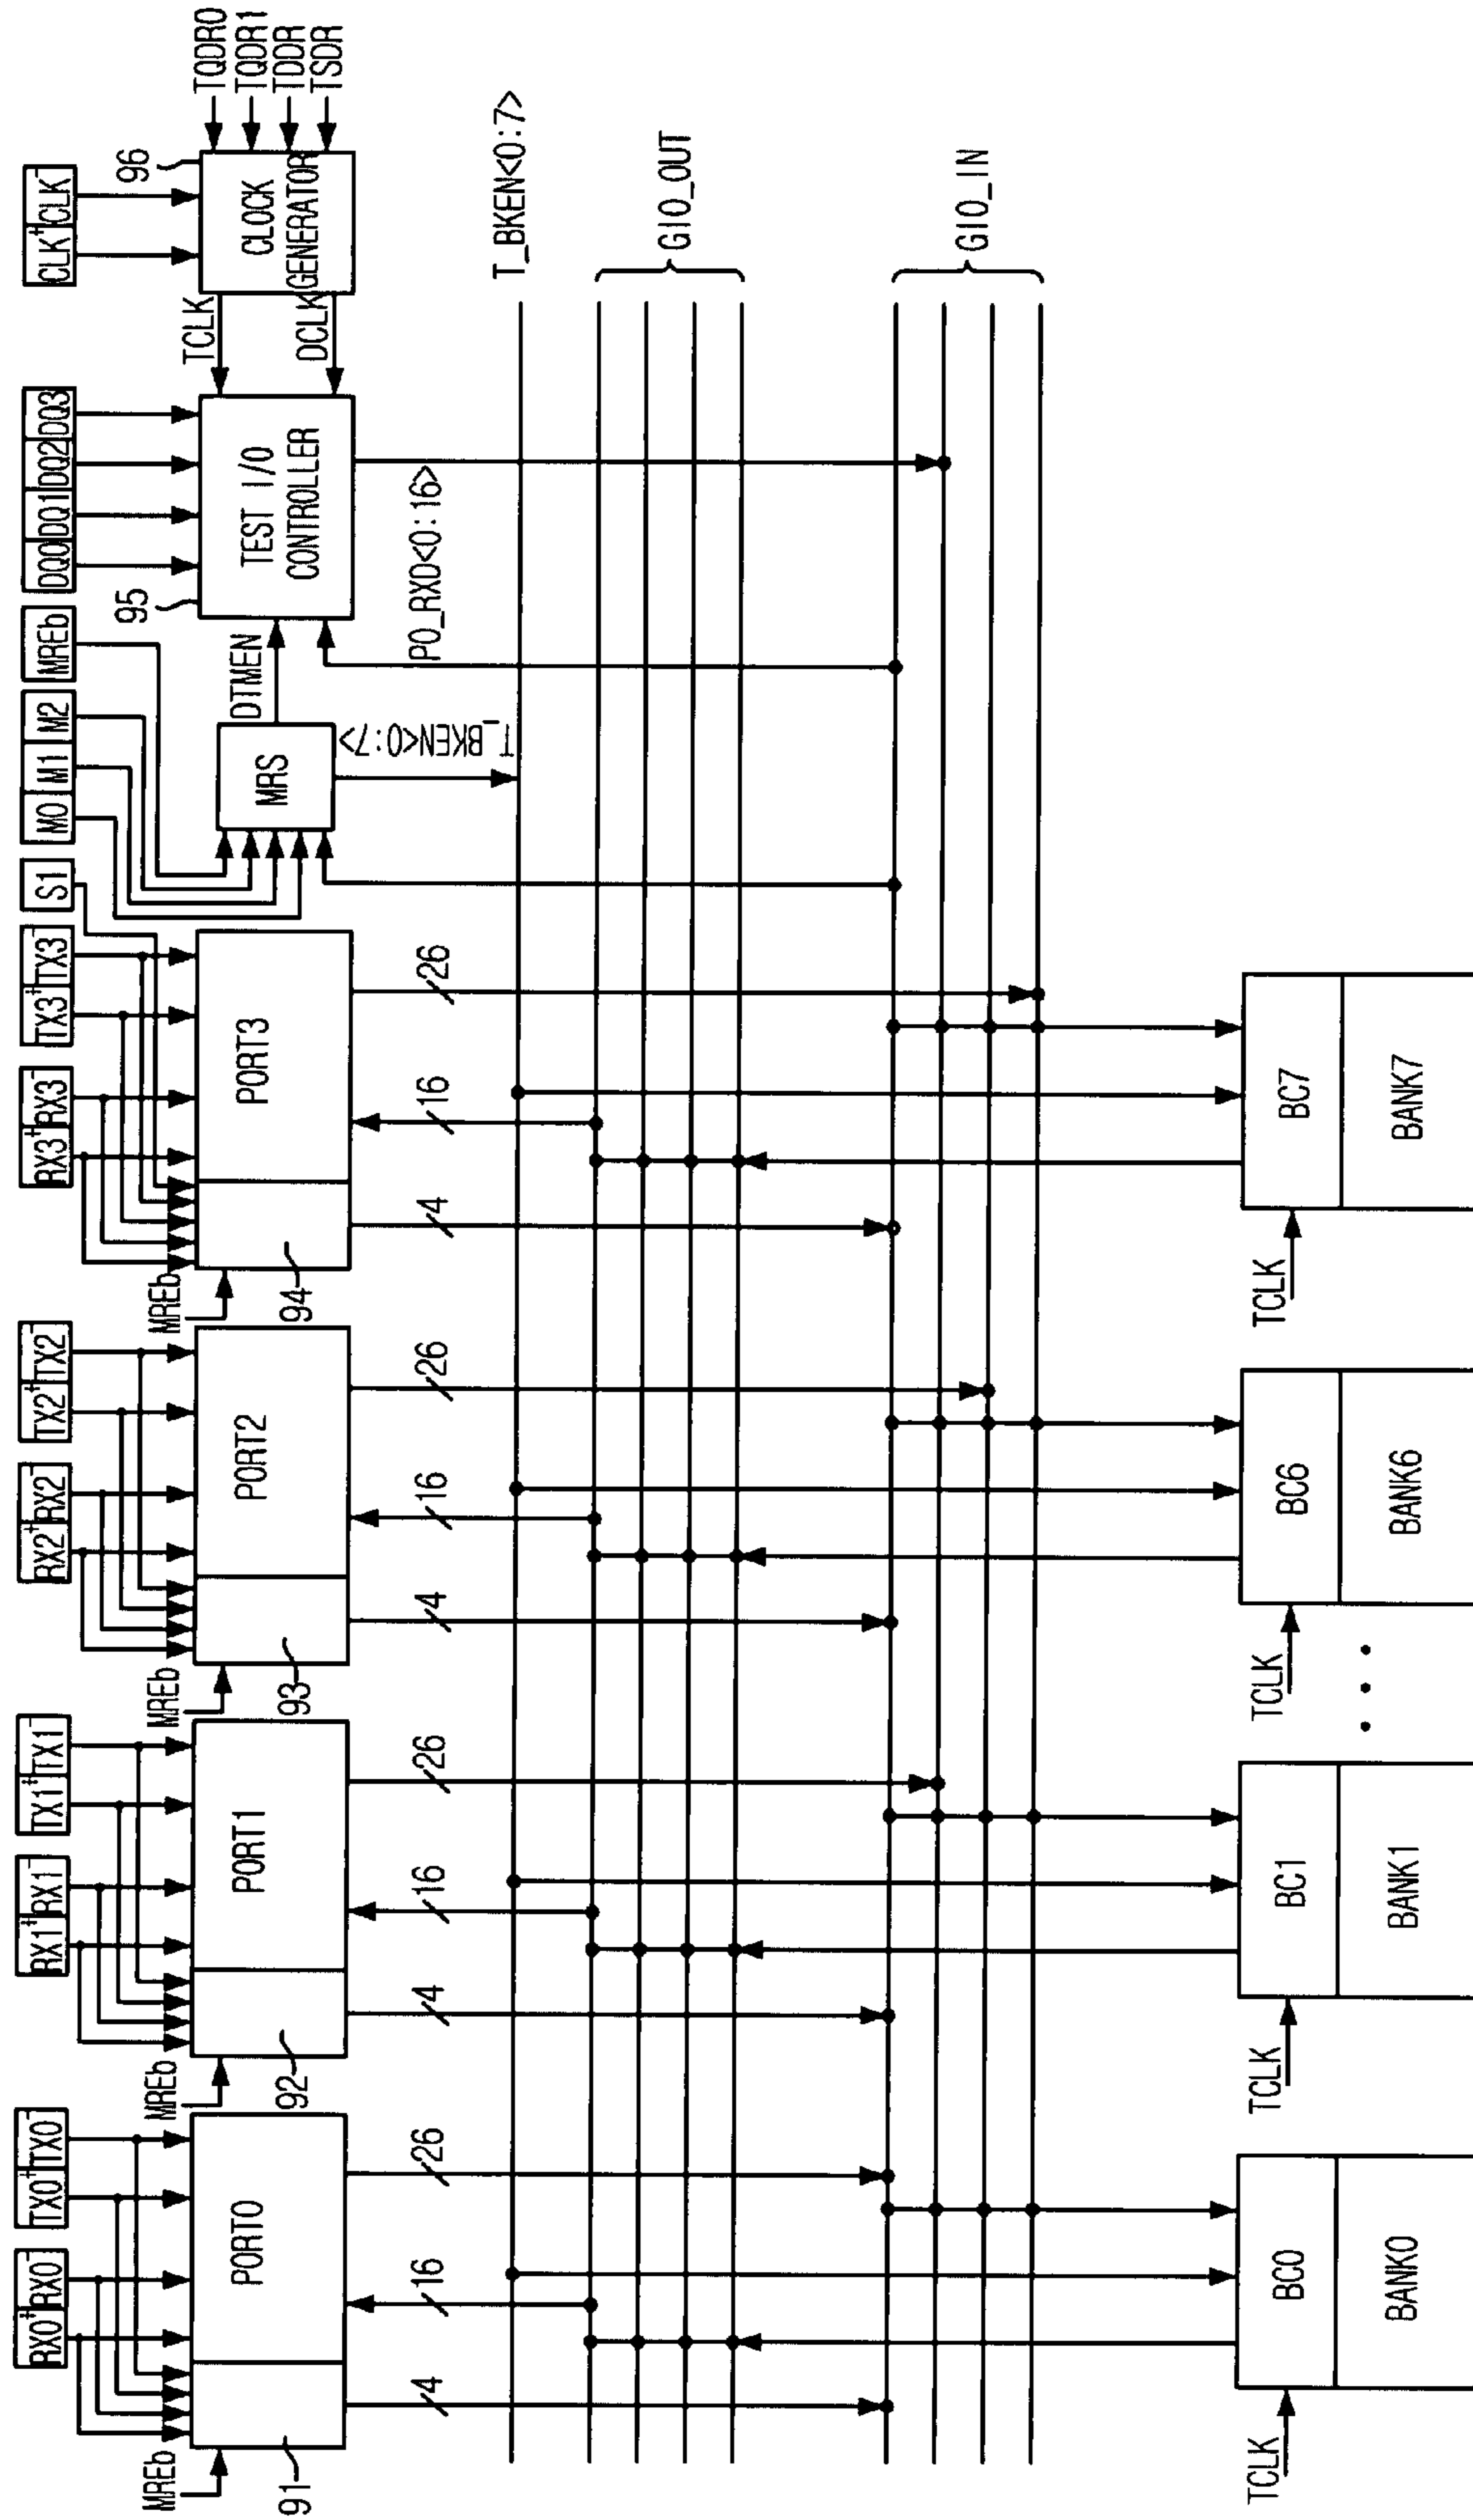 RX0+ RX0- TX0+ TX0- RX1+ RX1- TX1+ TX1- RX2+ RX2- TX2+ TX2- RX3+ RX3- TX3+ TX3- S1 M0 M1 M2 MREb DQ0 DQ1 DQ2 DQ3 CLK+ CLK-
MREb
91
PORT0
MREb
92
PORT1
MREb
93
PORT2
MREb
94
PORT3
MRS
DTMEN
95
TEST I/O
CONTROLLER
TCLK
DCLK
96
CLOCK
GENERATOR
TQDR0
TQDR1
TDDR
TSDR
4 16 26 4 16 26 4 16 26 4 16 26
T_BKEN<0:7>
PO_RXD<0:16>
T_BKEN<0:7>
GIO_OUT
GIO_IN
TCLK
BC0
BANK0
TCLK
BC1
BANK1
TCLK
BC6
BANK6
TCLK
BC7
BANK7